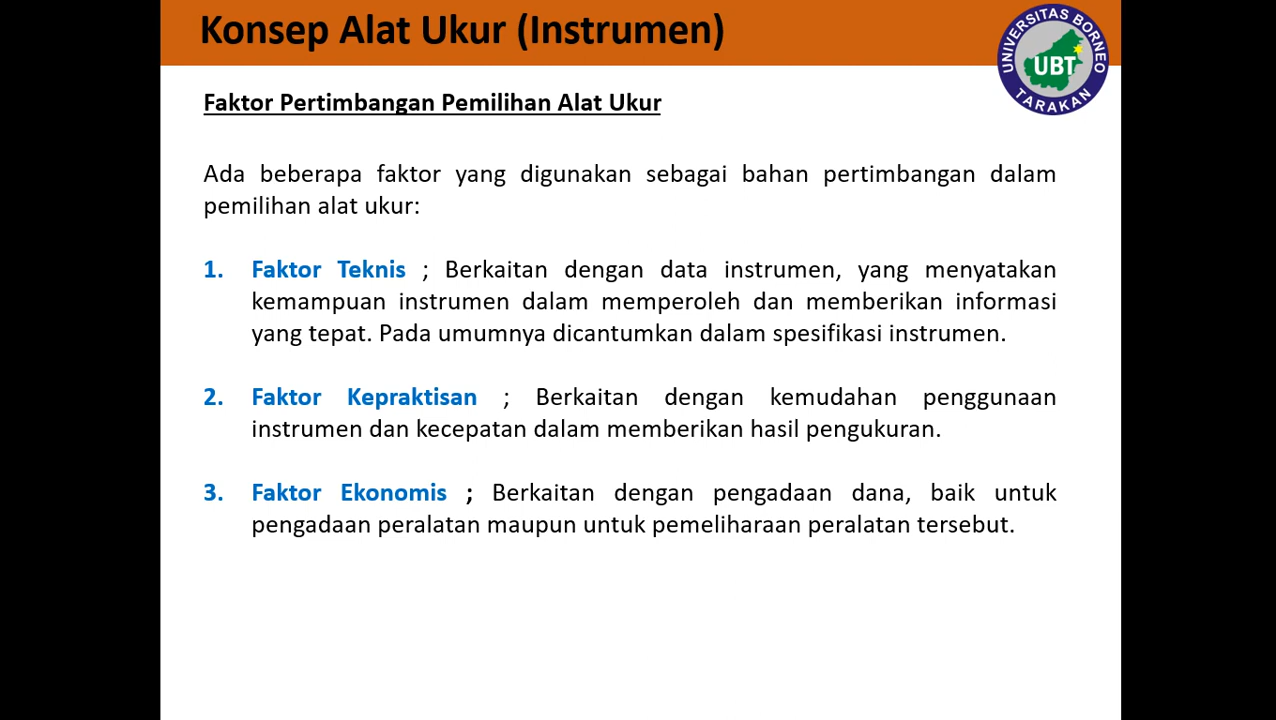 Konsep Alat Ukur (Instrumen)
UNIVERSITAS BORNEO
UBT
TARAKAN
Faktor Pertimbangan Pemilihan Alat Ukur
Ada beberapa faktor yang digunakan sebagai bahan pertimbangan dalam
pemilihan alat ukur:
1. Faktor Teknis ; Berkaitan dengan data instrumen, yang menyatakan
kemampuan instrumen dalam memperoleh dan memberikan informasi
yang tepat. Pada umumnya dicantumkan dalam spesifikasi instrumen.
2. Faktor Kepraktisan ; Berkaitan dengan kemudahan penggunaan
instrumen dan kecepatan dalam memberikan hasil pengukuran.
3. Faktor Ekonomis ; Berkaitan dengan pengadaan dana, baik untuk
pengadaan peralatan maupun untuk pemeliharaan peralatan tersebut.